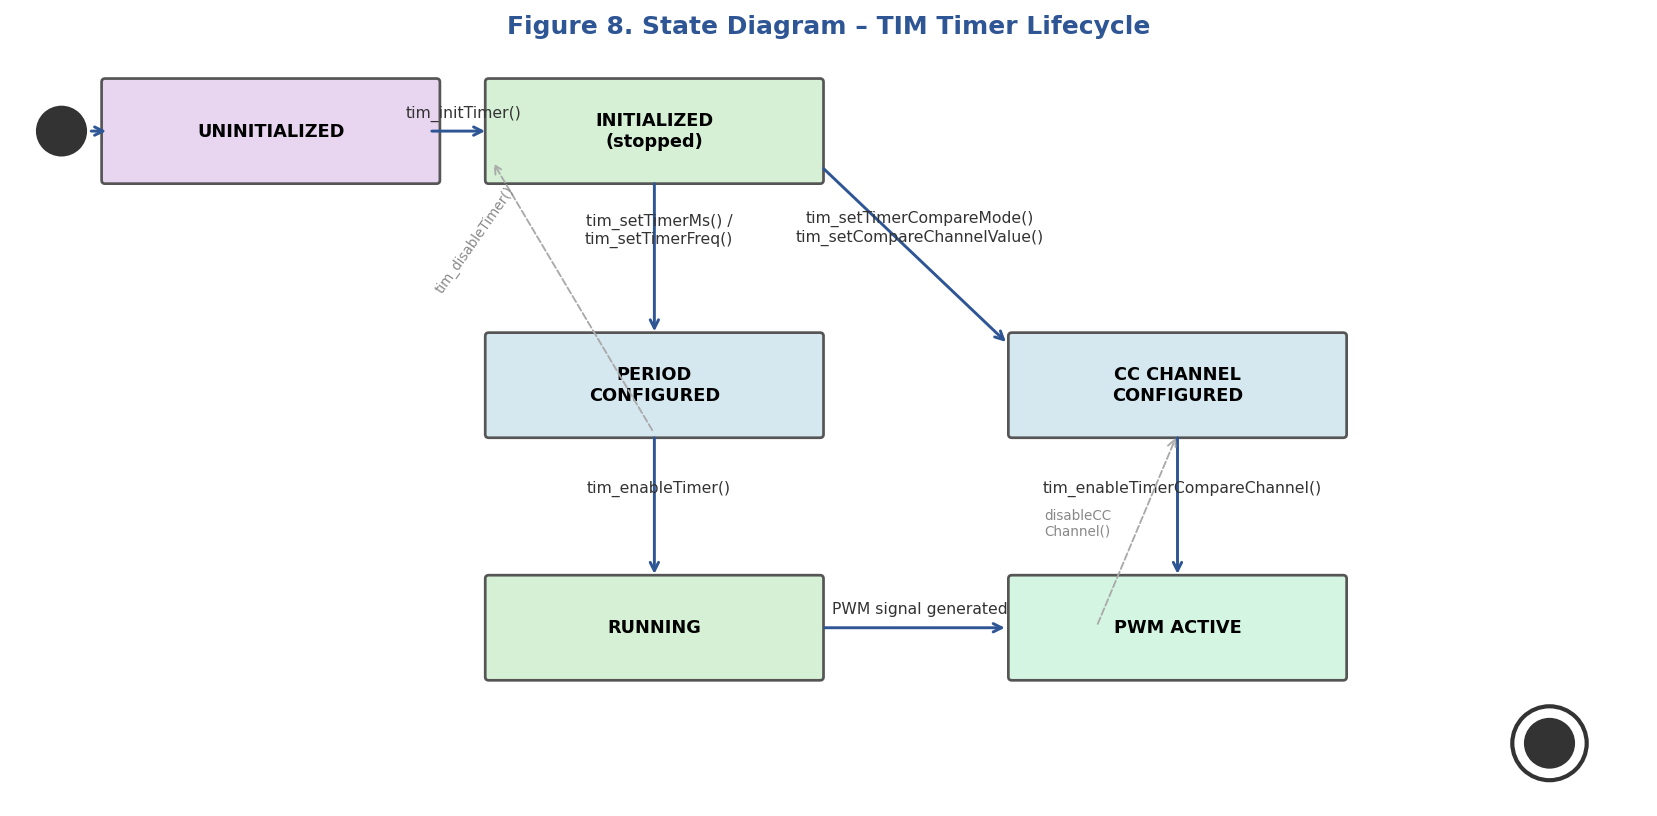 Figure 8. State Diagram – TIM Timer Lifecycle
UNINITIALIZED
tim_initTimer()
INITIALIZED
(stopped)
tim_disableTimer()
tim_setTimerMs() /
tim_setTimerFreq()
tim_setTimerCompareMode()
tim_setCompareChannelValue()
PERIOD
CONFIGURED
CC CHANNEL
CONFIGURED
tim_enableTimer()
tim_enableTimerCompareChannel()
disableCC
Channel()
RUNNING
PWM signal generated
PWM ACTIVE